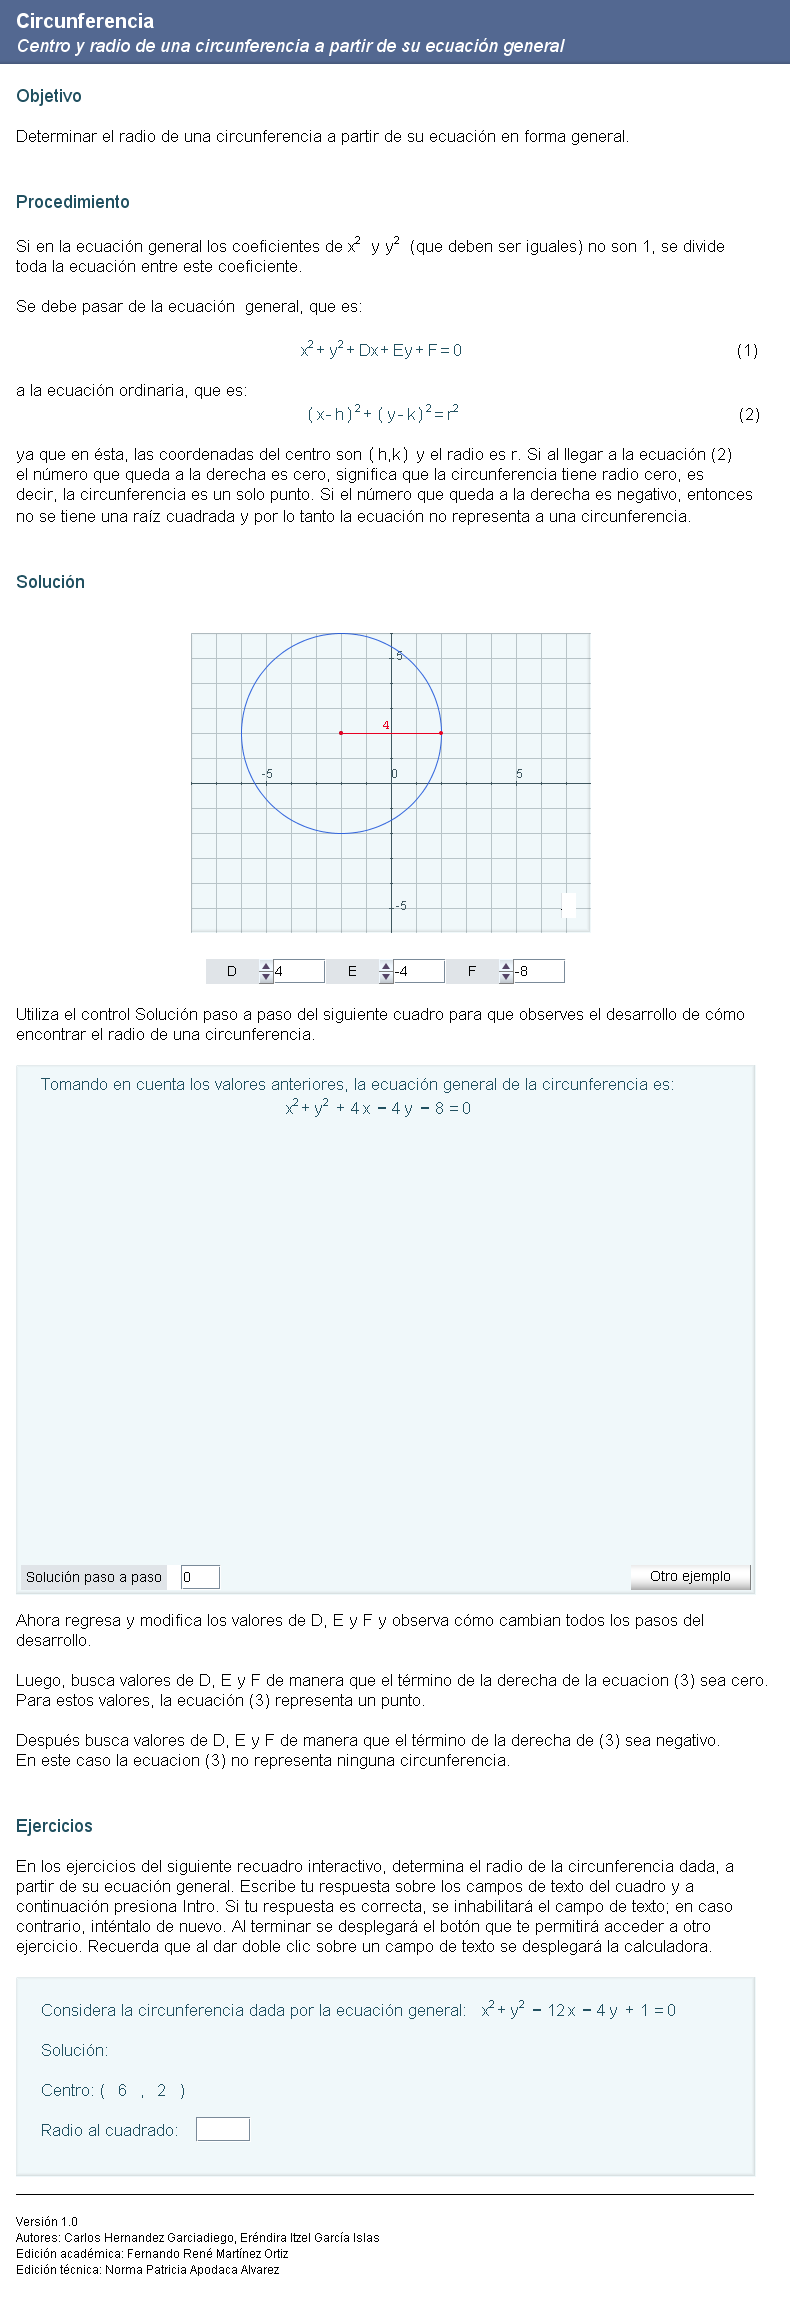 Circunferencia
Centro y radio de una circunferencia a partir de su ecuación general
Objetivo
Determinar el radio de una circunferencia a partir de su ecuación en forma general.
Procedimiento
Si en la ecuación general los coeficientes de x² y y² (que deben ser iguales) no son 1, se divide
toda la ecuación entre este coeficiente.
Se debe pasar de la ecuación general, que es:
x² + y² + Dx + Ey + F = 0 (1)
a la ecuación ordinaria, que es:
(x - h)² + (y - k)² = r² (2)
ya que en ésta, las coordenadas del centro son (h,k) y el radio es r. Si al llegar a la ecuación (2)
el número que queda a la derecha es cero, significa que la circunferencia tiene radio cero, es
decir, la circunferencia es un solo punto. Si el número que queda a la derecha es negativo, entonces
no se tiene una raíz cuadrada y por lo tanto la ecuación no representa a una circunferencia.
Solución
5
4
-5 0 5
-5
D 4 E -4 F -8
Utiliza el control Solución paso a paso del siguiente cuadro para que observes el desarrollo de cómo
encontrar el radio de una circunferencia.
Tomando en cuenta los valores anteriores, la ecuación general de la circunferencia es:
x² + y² + 4 x − 4 y − 8 = 0
Solución paso a paso 0 Otro ejemplo
Ahora regresa y modifica los valores de D, E y F y observa cómo cambian todos los pasos del
desarrollo.
Luego, busca valores de D, E y F de manera que el término de la derecha de la ecuacion (3) sea cero.
Para estos valores, la ecuación (3) representa un punto.
Después busca valores de D, E y F de manera que el término de la derecha de (3) sea negativo.
En este caso la ecuacion (3) no representa ninguna circunferencia.
Ejercicios
En los ejercicios del siguiente recuadro interactivo, determina el radio de la circunferencia dada, a
partir de su ecuación general. Escribe tu respuesta sobre los campos de texto del cuadro y a
continuación presiona Intro. Si tu respuesta es correcta, se inhabilitará el campo de texto; en caso
contrario, inténtalo de nuevo. Al terminar se desplegará el botón que te permitirá acceder a otro
ejercicio. Recuerda que al dar doble clic sobre un campo de texto se desplegará la calculadora.
Considera la circunferencia dada por la ecuación general: x² + y² − 12 x − 4 y + 1 = 0
Solución:
Centro: ( 6 , 2 )
Radio al cuadrado:
Versión 1.0
Autores: Carlos Hernandez Garciadiego, Eréndira Itzel García Islas
Edición académica: Fernando René Martínez Ortiz
Edición técnica: Norma Patricia Apodaca Alvarez